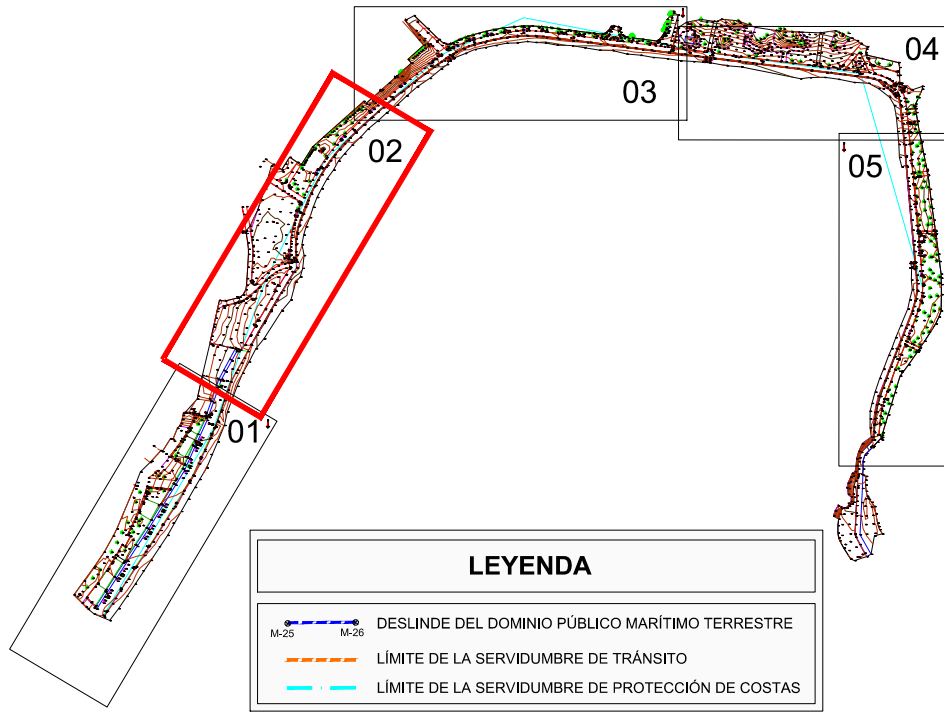 04
03
02
05
01
LEYENDA
M-25 M-26 DESLINDE DEL DOMINIO PÚBLICO MARÍTIMO TERRESTRE
LÍMITE DE LA SERVIDUMBRE DE TRÁNSITO
LÍMITE DE LA SERVIDUMBRE DE PROTECCIÓN DE COSTAS